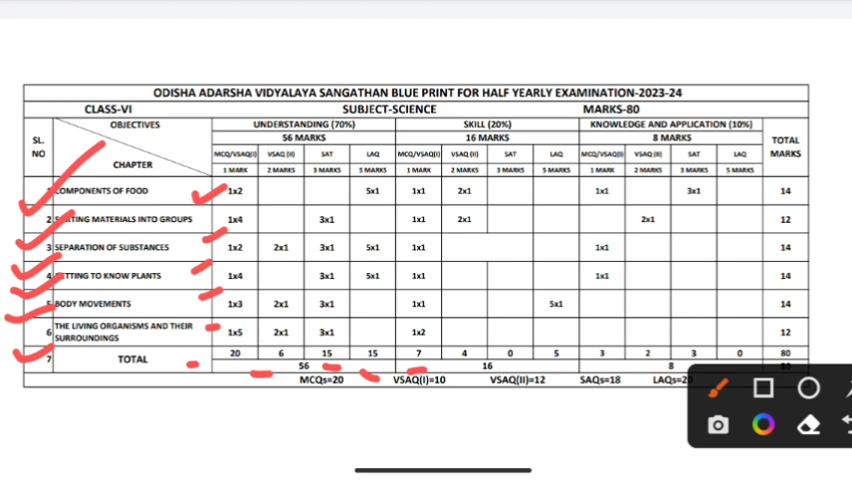 ODISHA ADARSHA VIDYALAYA SANGATHAN BLUE PRINT FOR HALF YEARLY EXAMINATION-2023-24
CLASS-VI SUBJECT-SCIENCE MARKS-80
SL. NO OBJECTIVES CHAPTER UNDERSTANDING (70%) SKILL (20%) KNOWLEDGE AND APPLICATION (10%) TOTAL MARKS
56 MARKS 16 MARKS 8 MARKS
MCQ/VSAQ(I) VSAQ (II) SAT LAQ MCQ/VSAQ(I) VSAQ (II) SAT LAQ MCQ/VSAQ(I) VSAQ (II) SAT LAQ
1 MARK 2 MARKS 3 MARKS 5 MARKS 1 MARK 2 MARKS 3 MARKS 5 MARKS 1 MARK 2 MARKS 3 MARKS 5 MARKS
COMPONENTS OF FOOD 1x2 5x1 1x1 2x1 1x1 3x1 14
2 MATERIALS INTO GROUPS 1x4 3x1 1x1 2x1 2x1 12
3 SEPARATION OF SUBSTANCES 1x2 2x1 3x1 5x1 1x1 1x1 14
4 GETTING TO KNOW PLANTS 1x4 3x1 5x1 1x1 1x1 14
5 BODY MOVEMENTS 1x3 2x1 3x1 1x1 5x1 14
6 THE LIVING ORGANISMS AND THEIR SURROUNDINGS 1x5 2x1 3x1 1x2 12
7 TOTAL 20 6 15 15 7 4 0 5 3 2 3 0 80
56 16 8 80
MCQs=20 VSAQ(I)=10 VSAQ(II)=12 SAQs=18 LAQs=20